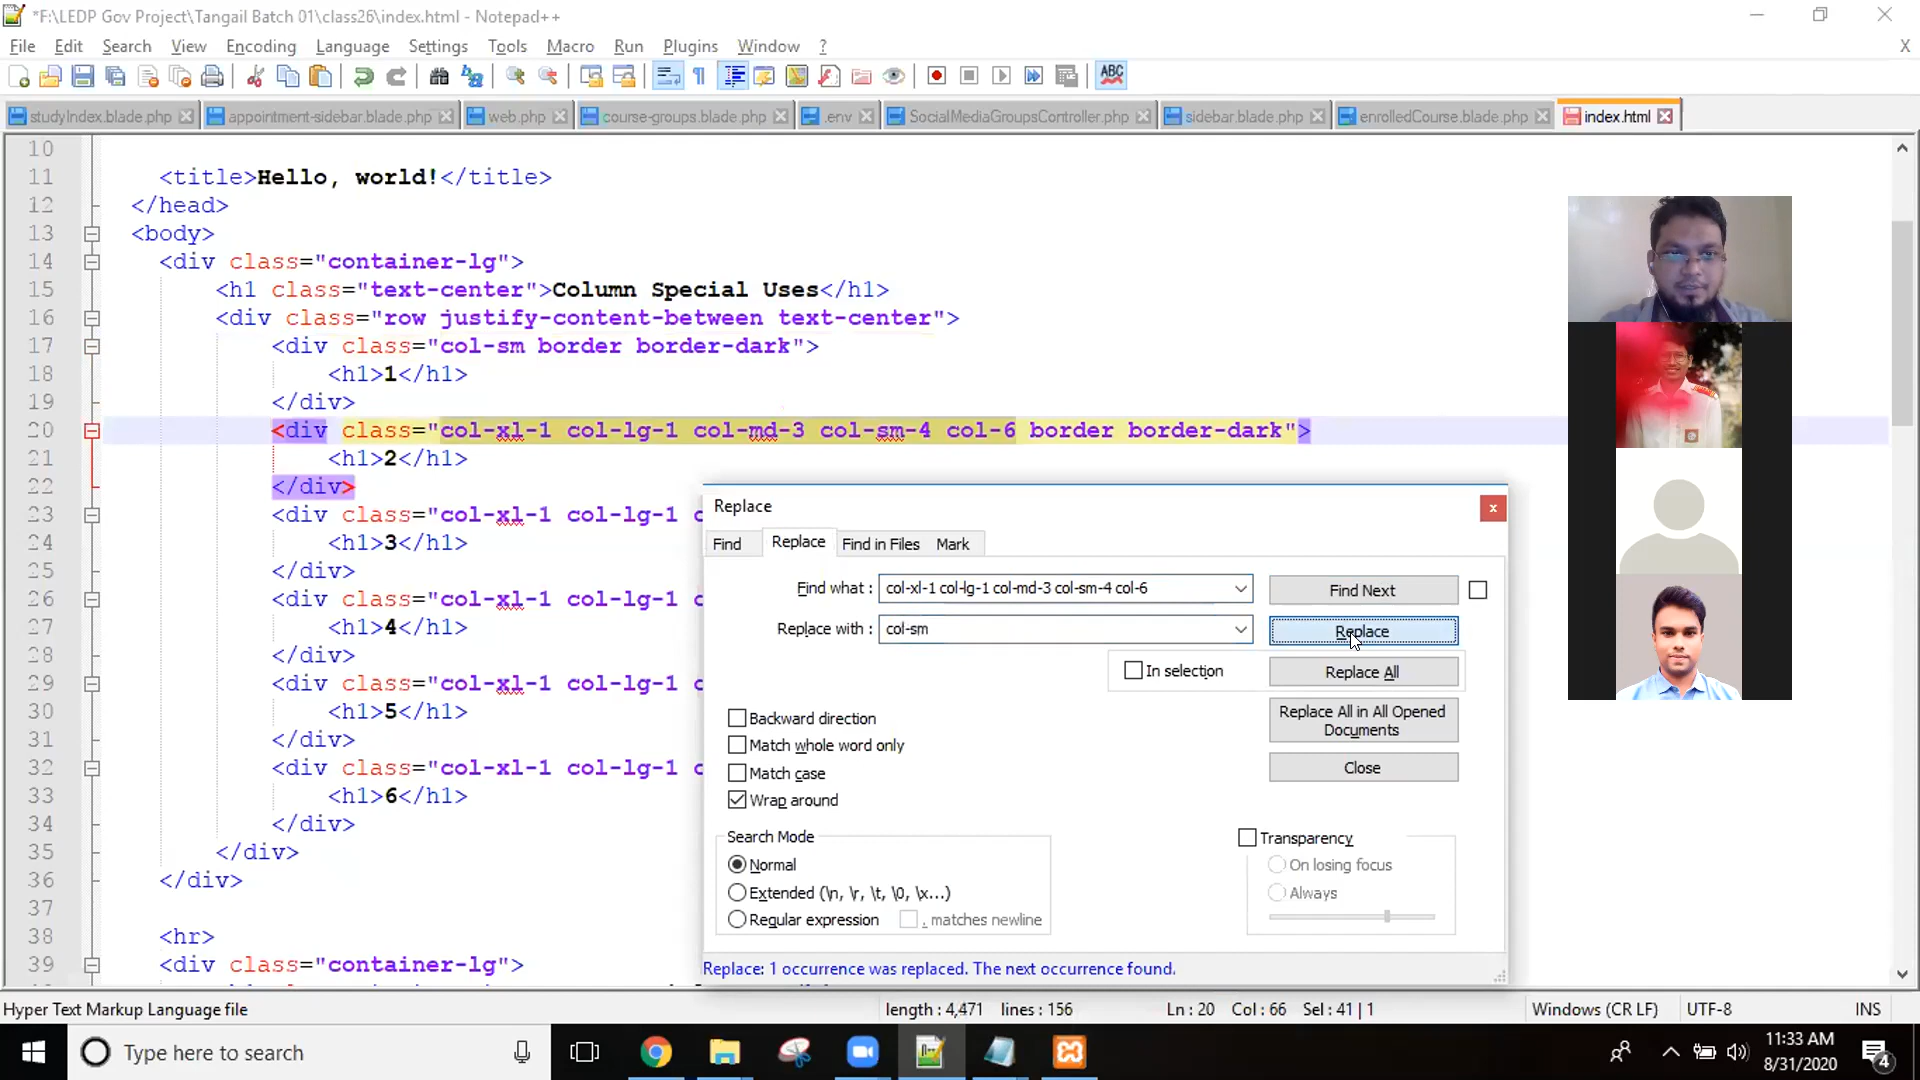 *F:\LEDP Gov Project\Tangail Batch 01\class26\index.html - Notepad++
File Edit Search View Encoding Language Settings Tools Macro Run Plugins Window ? X
ABC
studyIndex.blade.php appointment-sidebar.blade.php web.php course-groups.blade.php .env SocialMediaGroupsController.php sidebar.blade.php enrolledCourse.blade.php index.html
10
11 <title>Hello, world!</title>
12 </head>
13 <body>
14 <div class="container-lg">
15 <h1 class="text-center">Column Special Uses</h1>
16 <div class="row justify-content-between text-center">
17 <div class="col-sm border border-dark">
18 <h1>1</h1>
19 </div>
20 <div class="col-xl-1 col-lg-1 col-md-3 col-sm-4 col-6 border border-dark">
21 <h1>2</h1>
22 </div>
23 <div class="col-xl-1 col-lg-1 c
24 <h1>3</h1>
25 </div>
26 <div class="col-xl-1 col-lg-1 c
27 <h1>4</h1>
28 </div>
29 <div class="col-xl-1 col-lg-1 c
30 <h1>5</h1>
31 </div>
32 <div class="col-xl-1 col-lg-1 c
33 <h1>6</h1>
34 </div>
35 </div>
36 </div>
37
38 <hr>
39 <div class="container-lg">
Replace
Find Replace Find in Files Mark
Find what : col-xl-1 col-lg-1 col-md-3 col-sm-4 col-6 Find Next
Replace with : col-sm Replace
In selection Replace All
Replace All in All Opened Documents
Close
Backward direction
Match whole word only
Match case
Wrap around
Search Mode
Normal
Extended (\n, \r, \t, \0, \x...)
Regular expression . matches newline
Transparency
On losing focus
Always
Replace: 1 occurrence was replaced. The next occurrence found.
Hyper Text Markup Language file length : 4,471 lines : 156 Ln : 20 Col : 66 Sel : 41 | 1 Windows (CR LF) UTF-8 INS
Type here to search
11:33 AM
8/31/2020
4